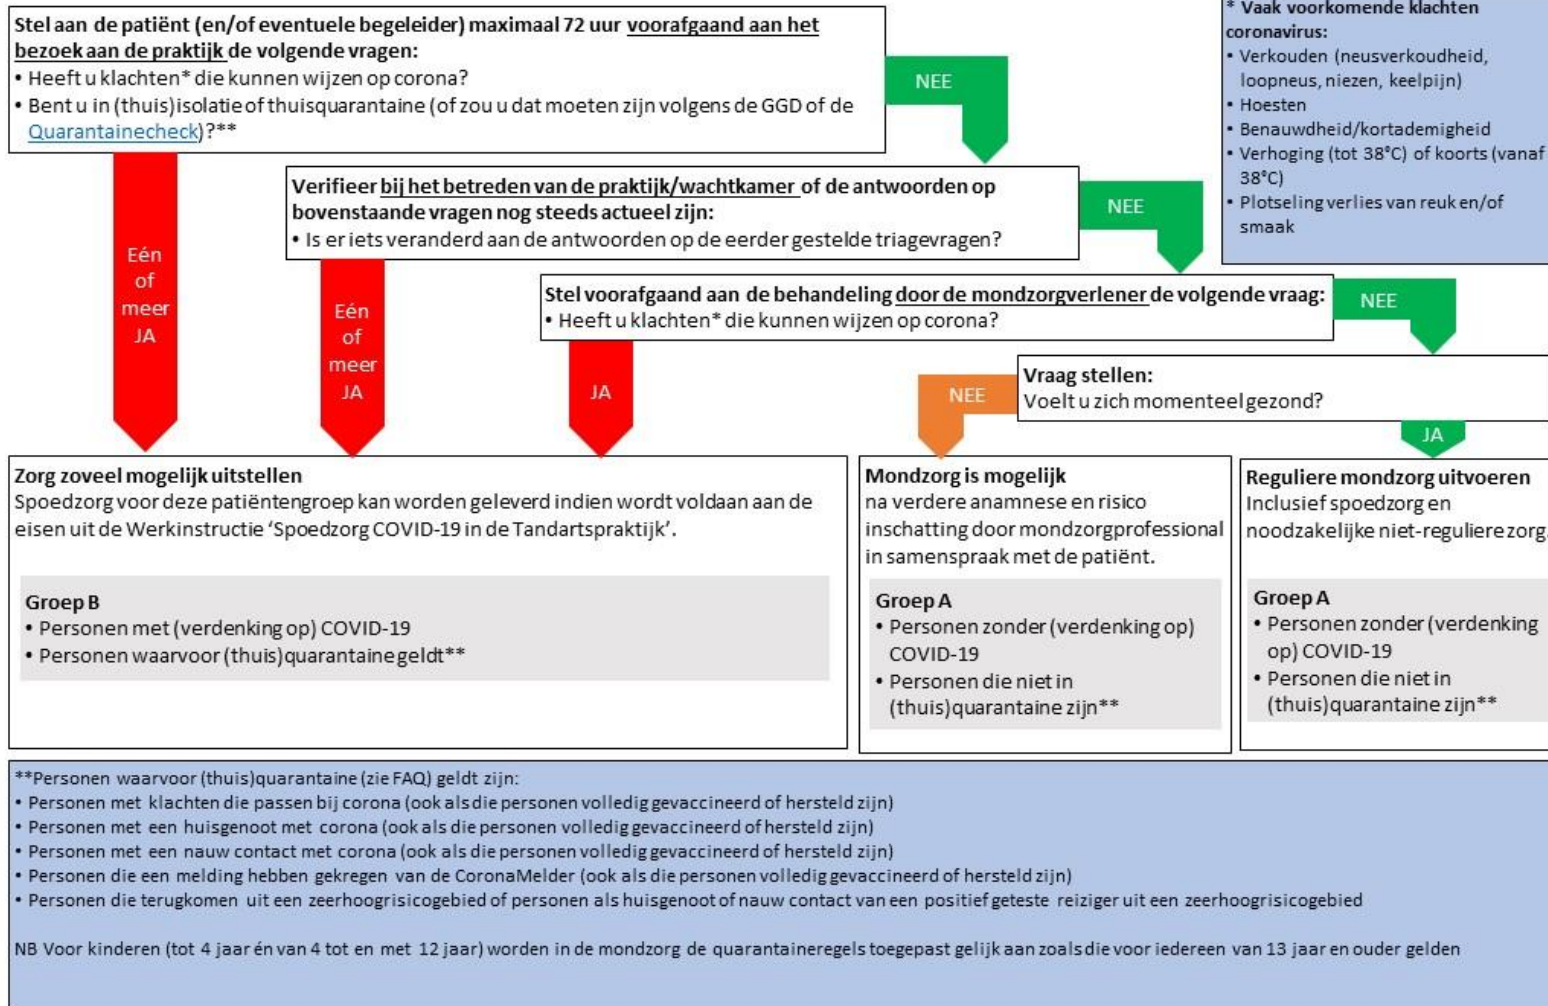 Stel aan de patiënt (en/of eventuele begeleider) maximaal 72 uur voorafgaand aan het
bezoek aan de praktijk de volgende vragen:
• Heeft u klachten* die kunnen wijzen op corona?
• Bent u in (thuis)isolatie of thuisquarantaine (of zou u dat moeten zijn volgens de GGD of de
Quarantainecheck)?**
NEE
* Vaak voorkomende klachten
coronavirus:
• Verkouden (neusverkoudheid,
loopneus, niezen, keelpijn)
• Hoesten
• Benauwdheid/kortademigheid
• Verhoging (tot 38°C) of koorts (vanaf
38°C)
• Plotseling verlies van reuk en/of
smaak
Verifieer bij het betreden van de praktijk/wachtkamer of de antwoorden op
bovenstaande vragen nog steeds actueel zijn:
• Is er iets veranderd aan de antwoorden op de eerder gestelde triagevragen?
NEE
Eén
of
meer
JA
Stel voorafgaand aan de behandeling door de mondzorgverlener de volgende vraag:
• Heeft u klachten* die kunnen wijzen op corona?
NEE
Eén
of
meer
JA
JA
Vraag stellen:
Voelt u zich momenteel gezond?
NEE
JA
Zorg zoveel mogelijk uitstellen
Spoedzorg voor deze patiëntengroep kan worden geleverd indien wordt voldaan aan de
eisen uit de Werkinstructie ‘Spoedzorg COVID-19 in de Tandartspraktijk’.
Groep B
• Personen met (verdenking op) COVID-19
• Personen waarvoor (thuis)quarantaine geldt**
Mondzorg is mogelijk
na verdere anamnese en risico
inschatting door mondzorgprofessional
in samenspraak met de patiënt.
Groep A
• Personen zonder (verdenking op)
COVID-19
• Personen die niet in
(thuis)quarantaine zijn**
Reguliere mondzorg uitvoeren
Inclusief spoedzorg en
noodzakelijke niet-reguliere zorg.
Groep A
• Personen zonder (verdenking
op) COVID-19
• Personen die niet in
(thuis)quarantaine zijn**
**Personen waarvoor (thuis)quarantaine (zie FAQ) geldt zijn:
• Personen met klachten die passen bij corona (ook als die personen volledig gevaccineerd of hersteld zijn)
• Personen met een huisgenoot met corona (ook als die personen volledig gevaccineerd of hersteld zijn)
• Personen met een nauw contact met corona (ook als die personen volledig gevaccineerd of hersteld zijn)
• Personen die een melding hebben gekregen van de CoronaMelder (ook als die personen volledig gevaccineerd of hersteld zijn)
• Personen die terugkomen uit een zeerhoogrisicogebied of personen als huisgenoot of nauw contact van een positief geteste reiziger uit een zeerhoogrisicogebied
NB Voor kinderen (tot 4 jaar én van 4 tot en met 12 jaar) worden in de mondzorg de quarantaineregels toegepast gelijk aan zoals die voor iedereen van 13 jaar en ouder gelden